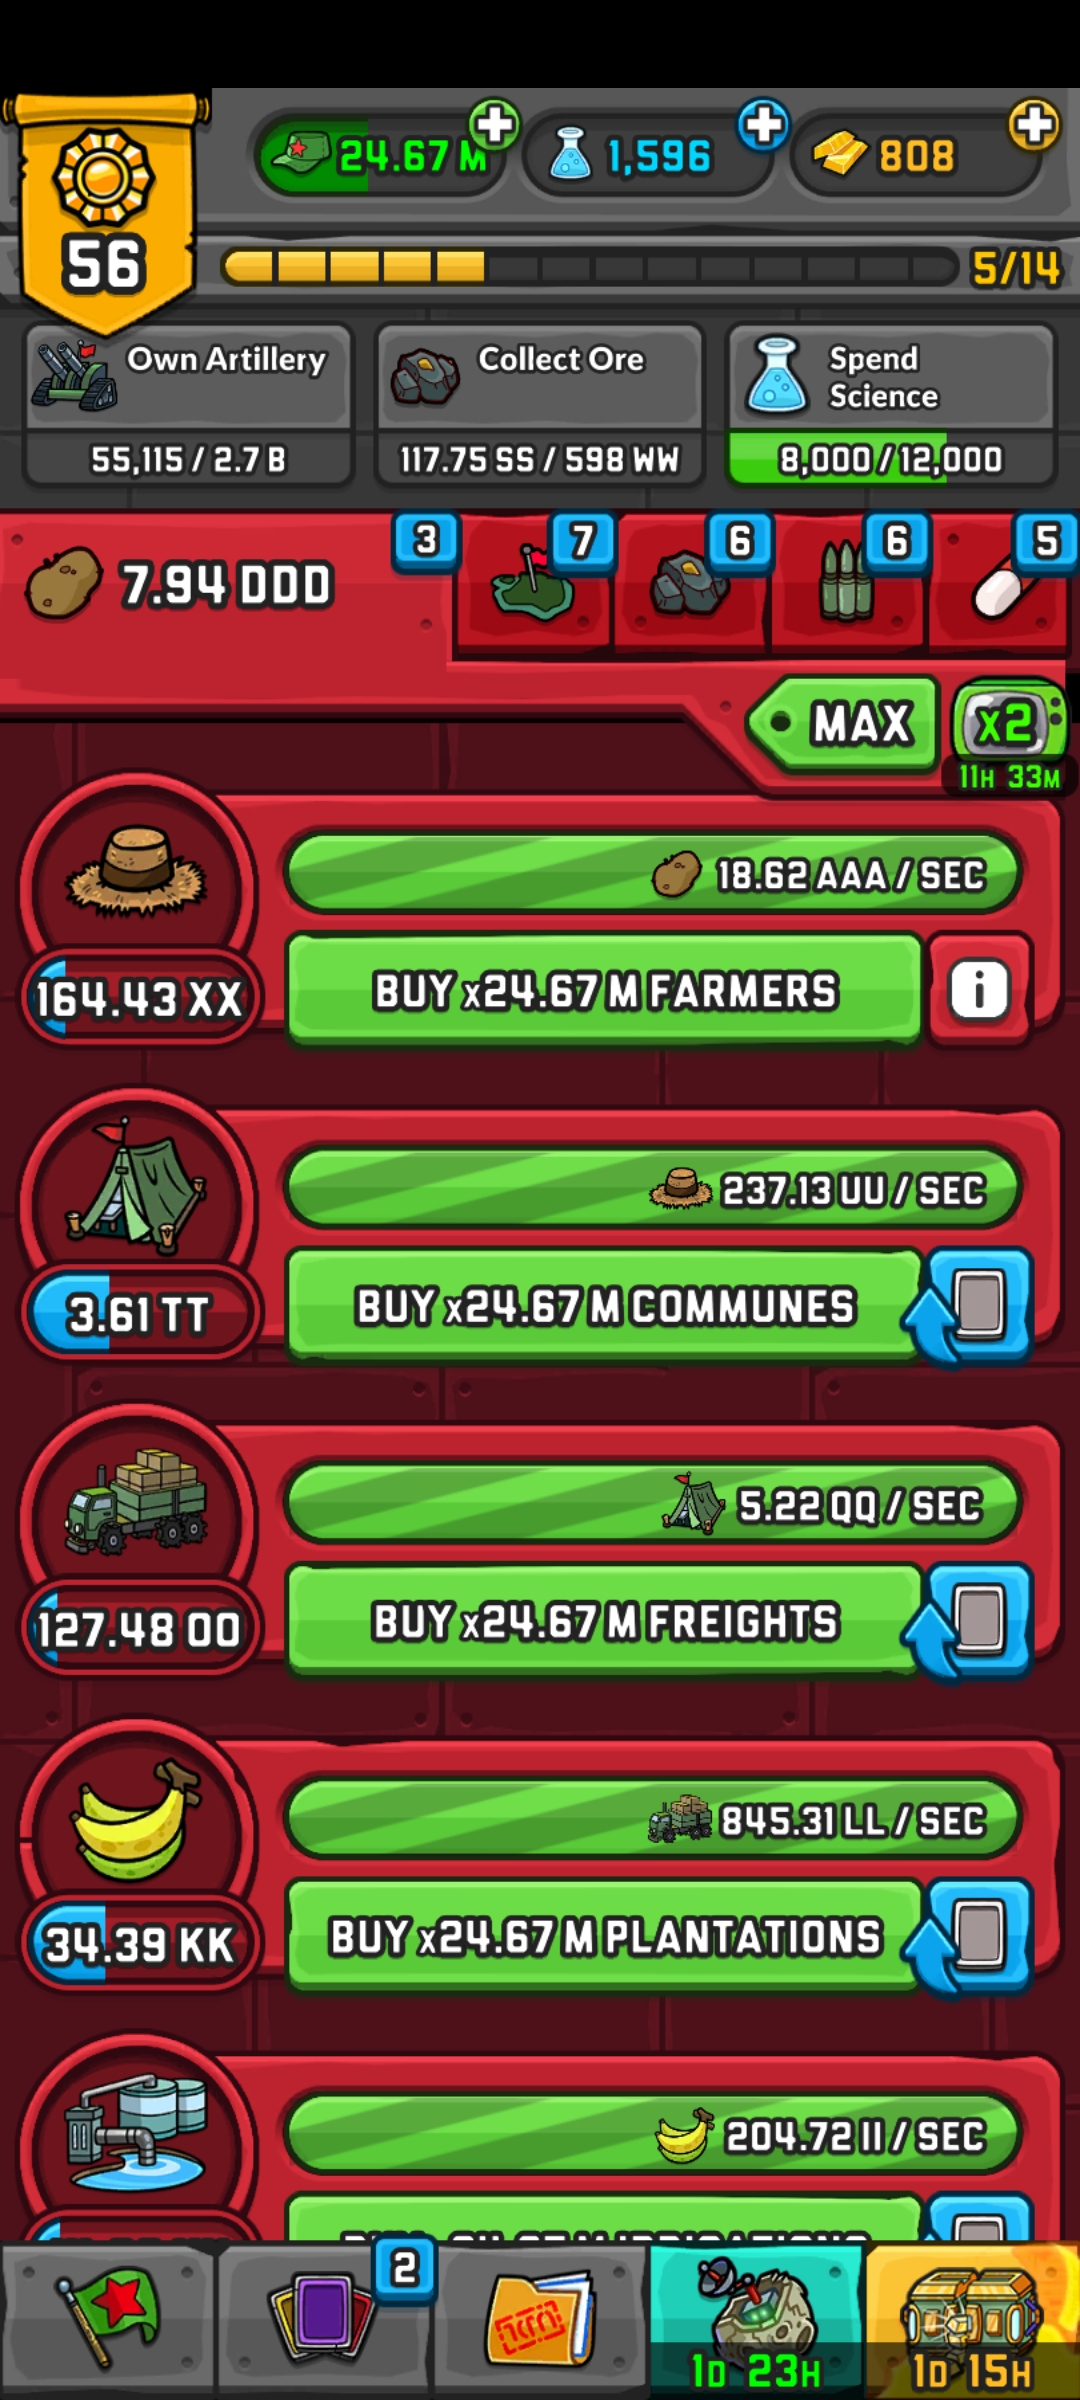 24.67 M
1,596
808
56
5/14
Own Artillery
55,115 / 2.7 B
Collect Ore
117.75 SS / 598 WW
Spend
Science
8,000 / 12,000
7.94 DDD
3
7
6
6
5
MAX
x2
11H 33M
18.62 AAA / SEC
164.43 XX
BUY x24.67 M FARMERS
i
237.13 UU / SEC
3.61 TT
BUY x24.67 M COMMUNES
5.22 QQ / SEC
127.48 OO
BUY x24.67 M FREIGHTS
845.31 LL / SEC
34.39 KK
BUY x24.67 M PLANTATIONS
204.72 II / SEC
2
1D 23H
1D 15H